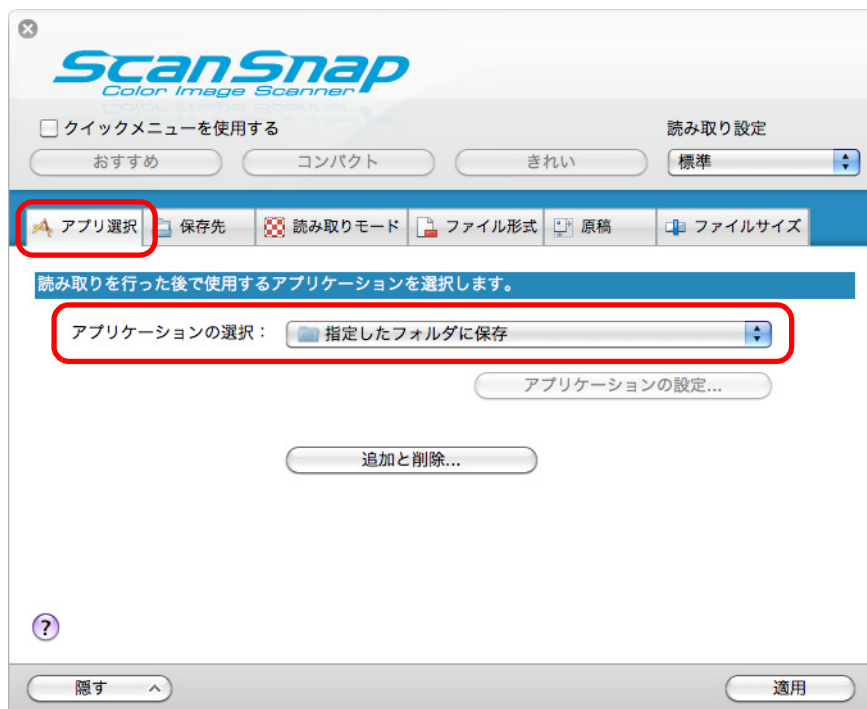 ScanSnap
Color Image Scanner
クイックメニューを使用する
読み取り設定
おすすめ
コンパクト
きれい
標準
アプリ選択
保存先
読み取りモード
ファイル形式
原稿
ファイルサイズ
読み取りを行った後で使用するアプリケーションを選択します。
アプリケーションの選択：
指定したフォルダに保存
アプリケーションの設定...
追加と削除...
?
隠す
適用